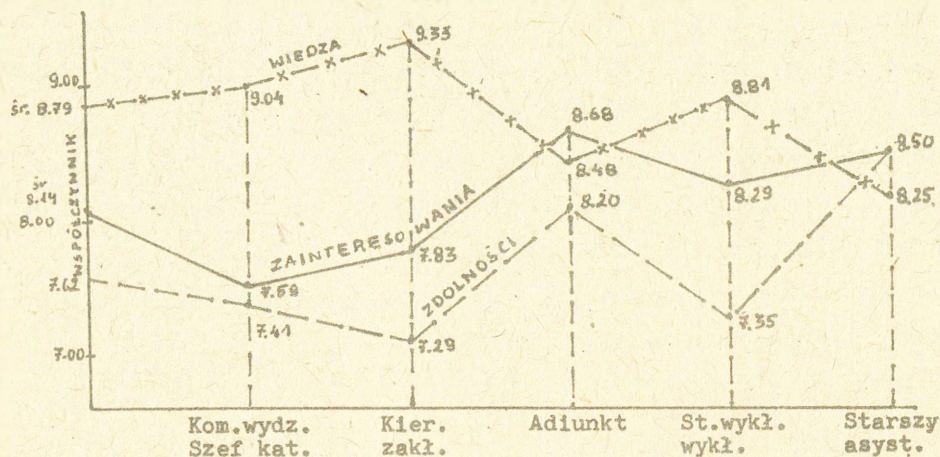 9.33
WIEDZA
9.00
9.04
śr. 8.79
8.81
8.68
8.50
8.48
WSPÓŁCZYNNIK
śr
8.14
8.00
8.20
8.29
8.25
ZAINTERESOWANIA
7.83
ZDOLNOŚCI
7.62
7.59
7.41
7.35
7.29
7.00
Kom.wydz. Kier. Adiunkt St.wykł. Starszy
Szef kat. zakł. wykł. asyst.